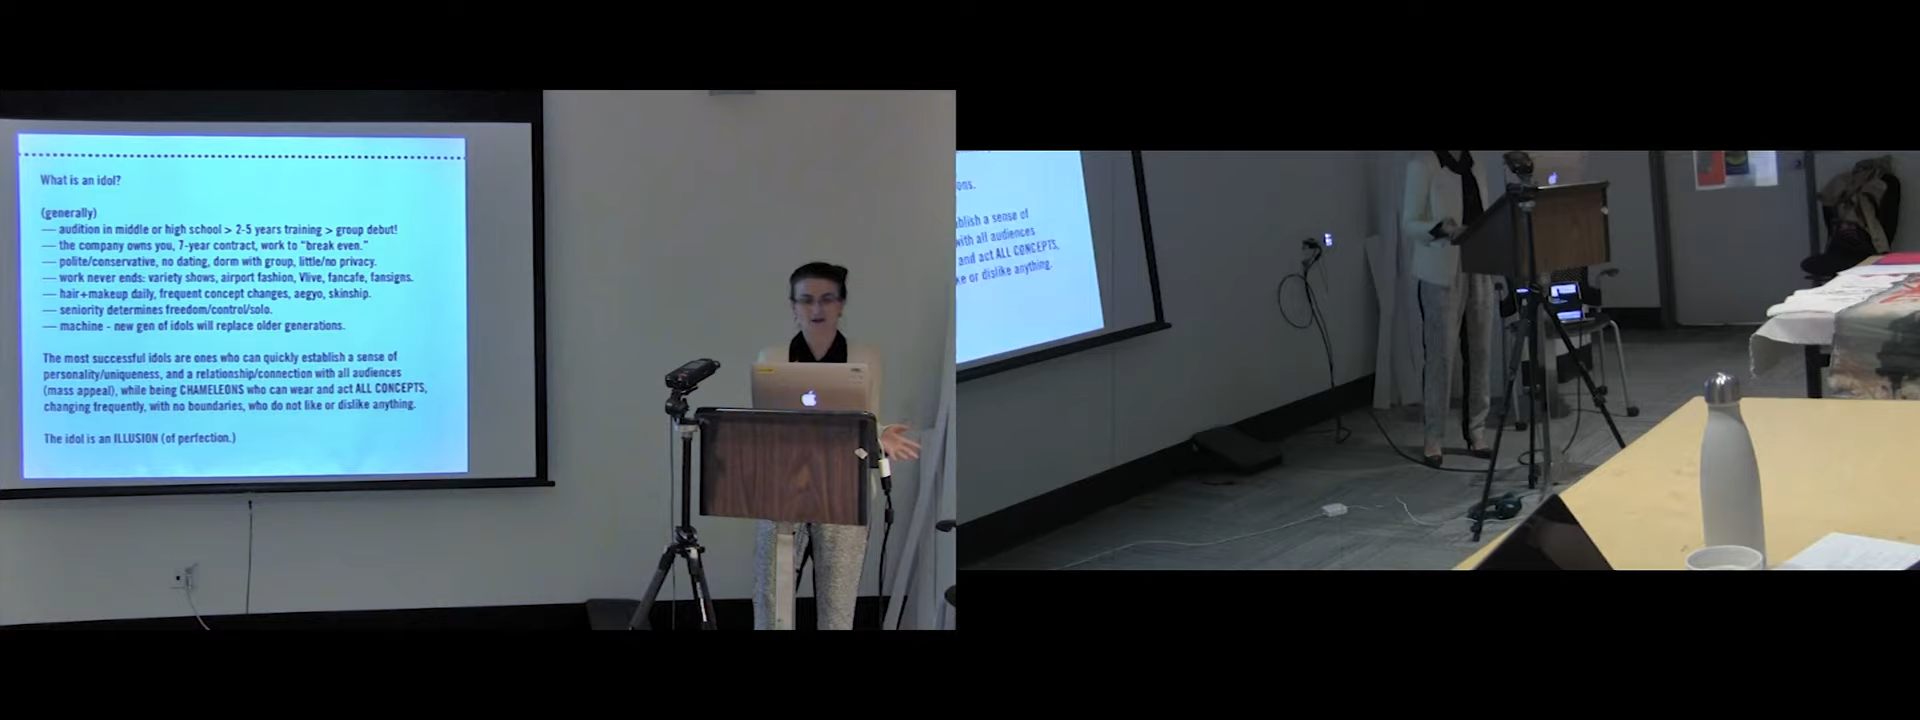 What is an idol?
(generally)
— audition in middle or high school > 2-5 years training > group debut!
— the company owns you, 7-year contract, work to "break even."
— polite/conservative, no dating, dorm with group, little/no privacy.
— work never ends: variety shows, airport fashion, Vlive, fancafe, fansigns.
— hair+makeup daily, frequent concept changes, aegyo, skinship.
— seniority determines freedom/control/solo.
— machine - new gen of idols will replace older generations.
The most successful idols are ones who can quickly establish a sense of
personality/uniqueness, and a relationship/connection with all audiences
(mass appeal), while being CHAMELEONS who can wear and act ALL CONCEPTS,
changing frequently, with no boundaries, who do not like or dislike anything.
The idol is an ILLUSION (of perfection.)
ons.
ablish a sense of
with all audiences
and act ALL CONCEPTS,
ke or dislike anything.